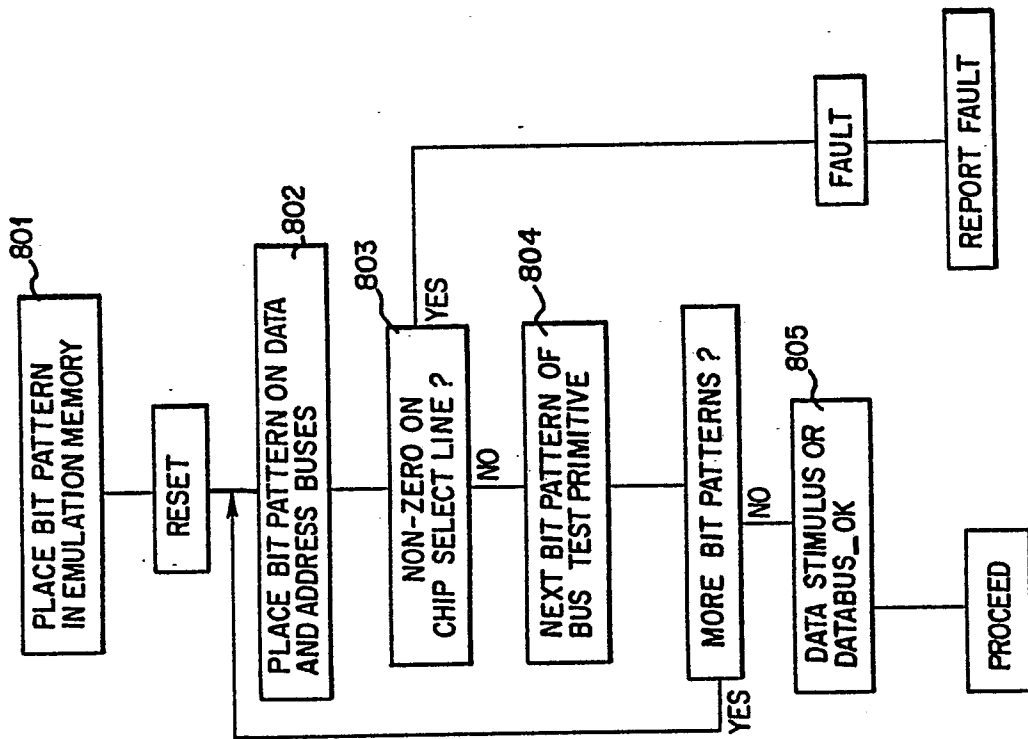 801
PLACE BIT PATTERN
IN EMULATION MEMORY
RESET
802
PLACE BIT PATTERN ON DATA
AND ADDRESS BUSES
803
NON-ZERO ON
CHIP SELECT LINE ?
YES
NO
804
NEXT BIT PATTERN OF
BUS TEST PRIMITIVE
MORE BIT PATTERNS ?
YES
NO
805
DATA STIMULUS OR
DATABUS_OK
PROCEED
FAULT
REPORT FAULT